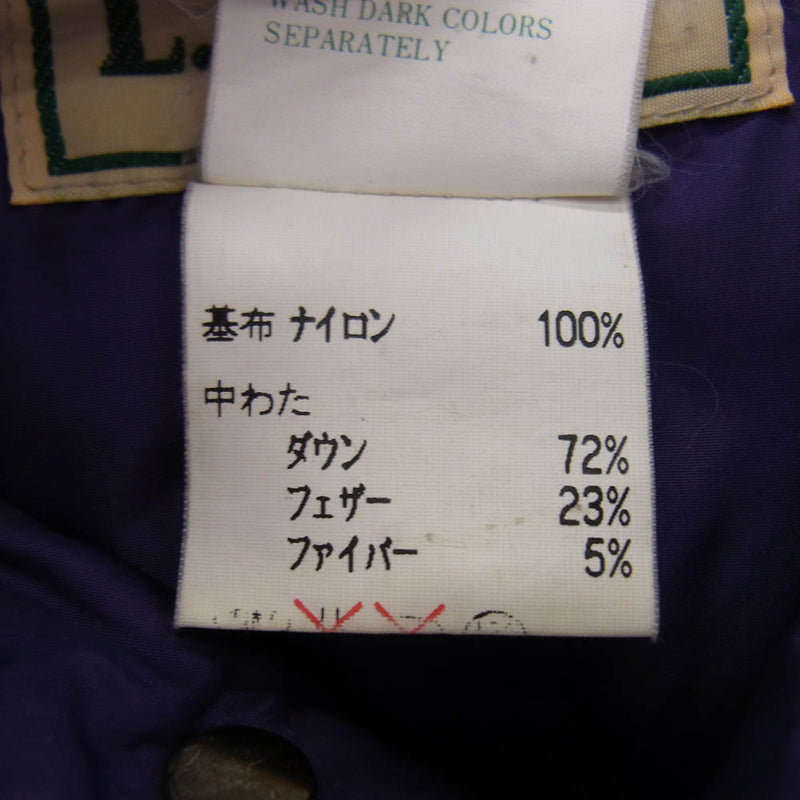 L.
WASH DARK COLORS
SEPARATELY
基布 ナイロン 100%
中わた
ダウン 72%
フェザー 23%
ファイバー 5%